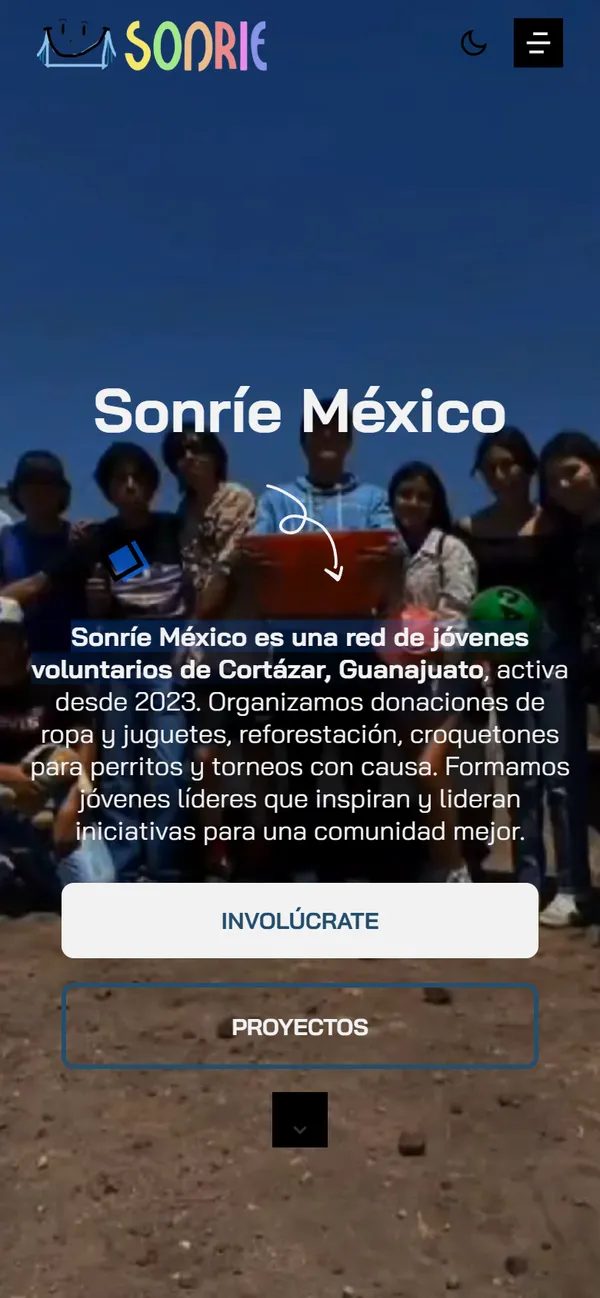 SONRIE
Sonríe México
Sonríe México es una red de jóvenes
voluntarios de Cortázar, Guanajuato, activa
desde 2023. Organizamos donaciones de
ropa y juguetes, reforestación, croquetones
para perritos y torneos con causa. Formamos
jóvenes líderes que inspiran y lideran
iniciativas para una comunidad mejor.
INVOLÚCRATE
PROYECTOS